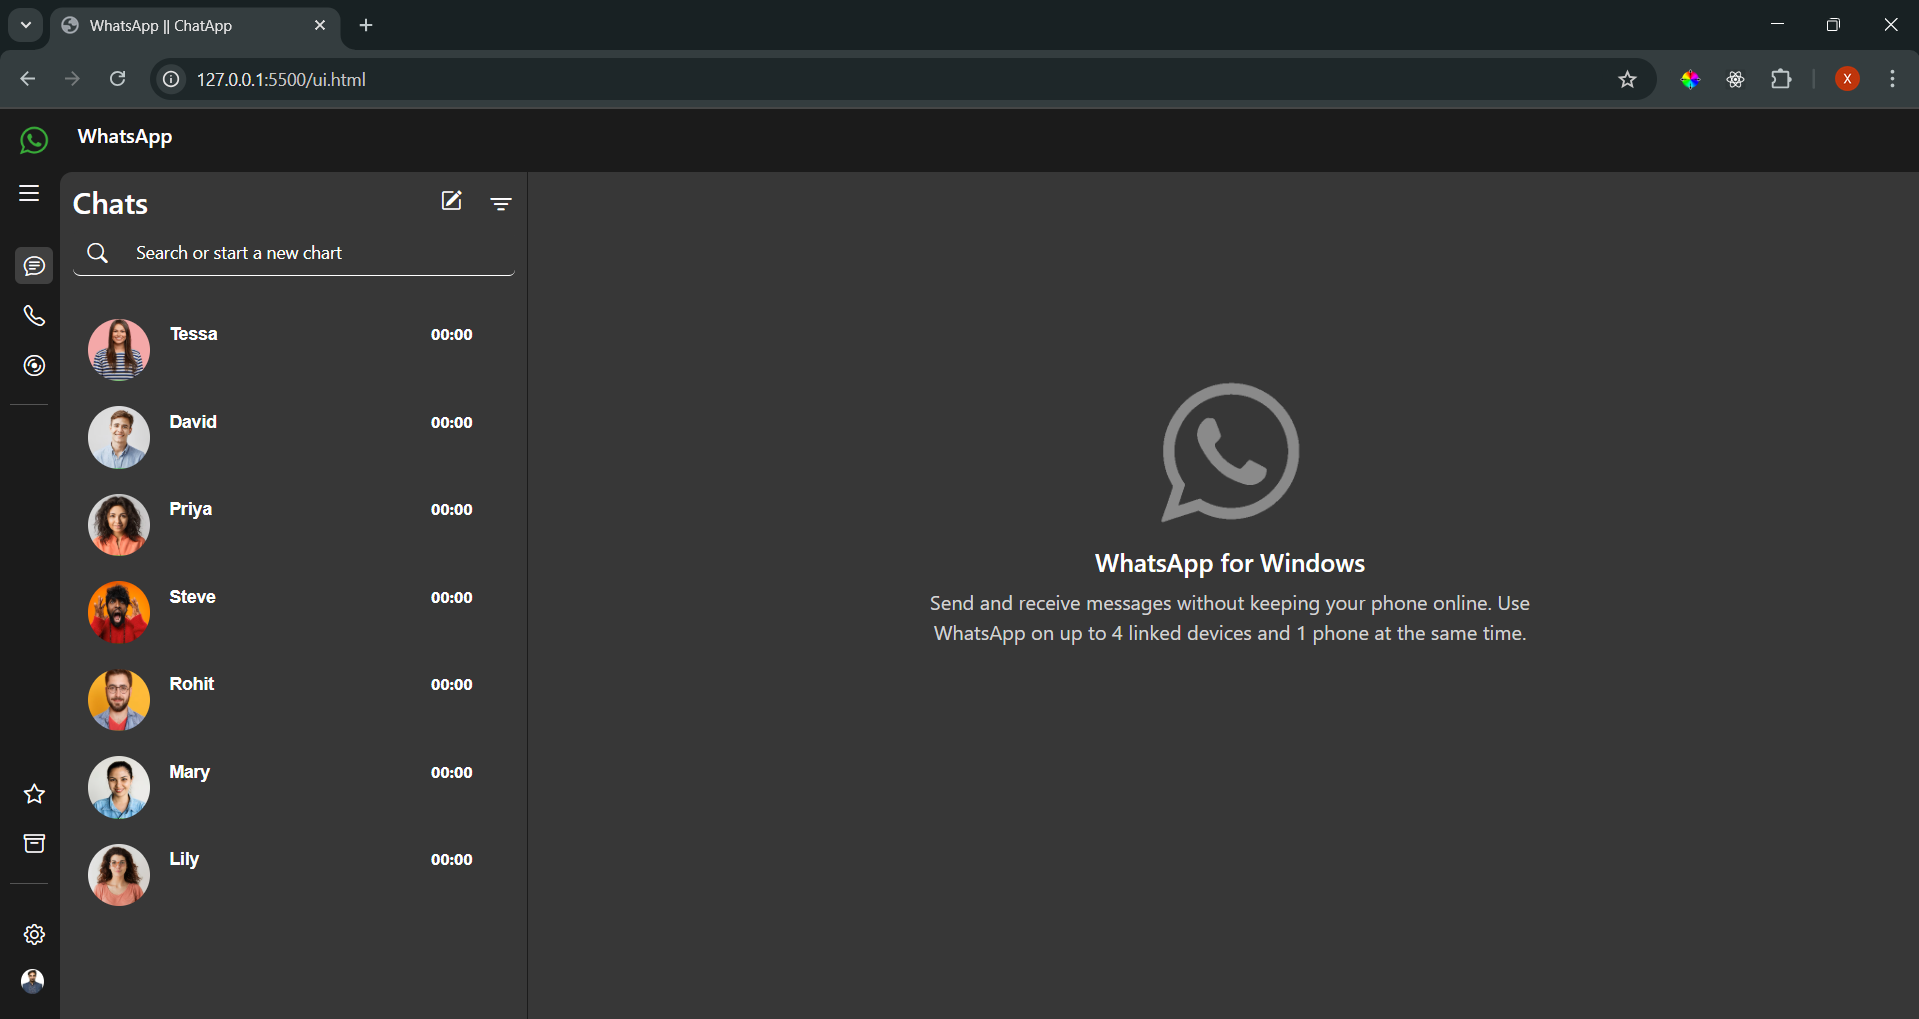 WhatsApp || ChatApp
127.0.0.1:5500/ui.html
X
WhatsApp
Chats
Search or start a new chart
Tessa 00:00
David 00:00
Priya 00:00
Steve 00:00
Rohit 00:00
Mary 00:00
Lily 00:00
WhatsApp for Windows
Send and receive messages without keeping your phone online. Use
WhatsApp on up to 4 linked devices and 1 phone at the same time.